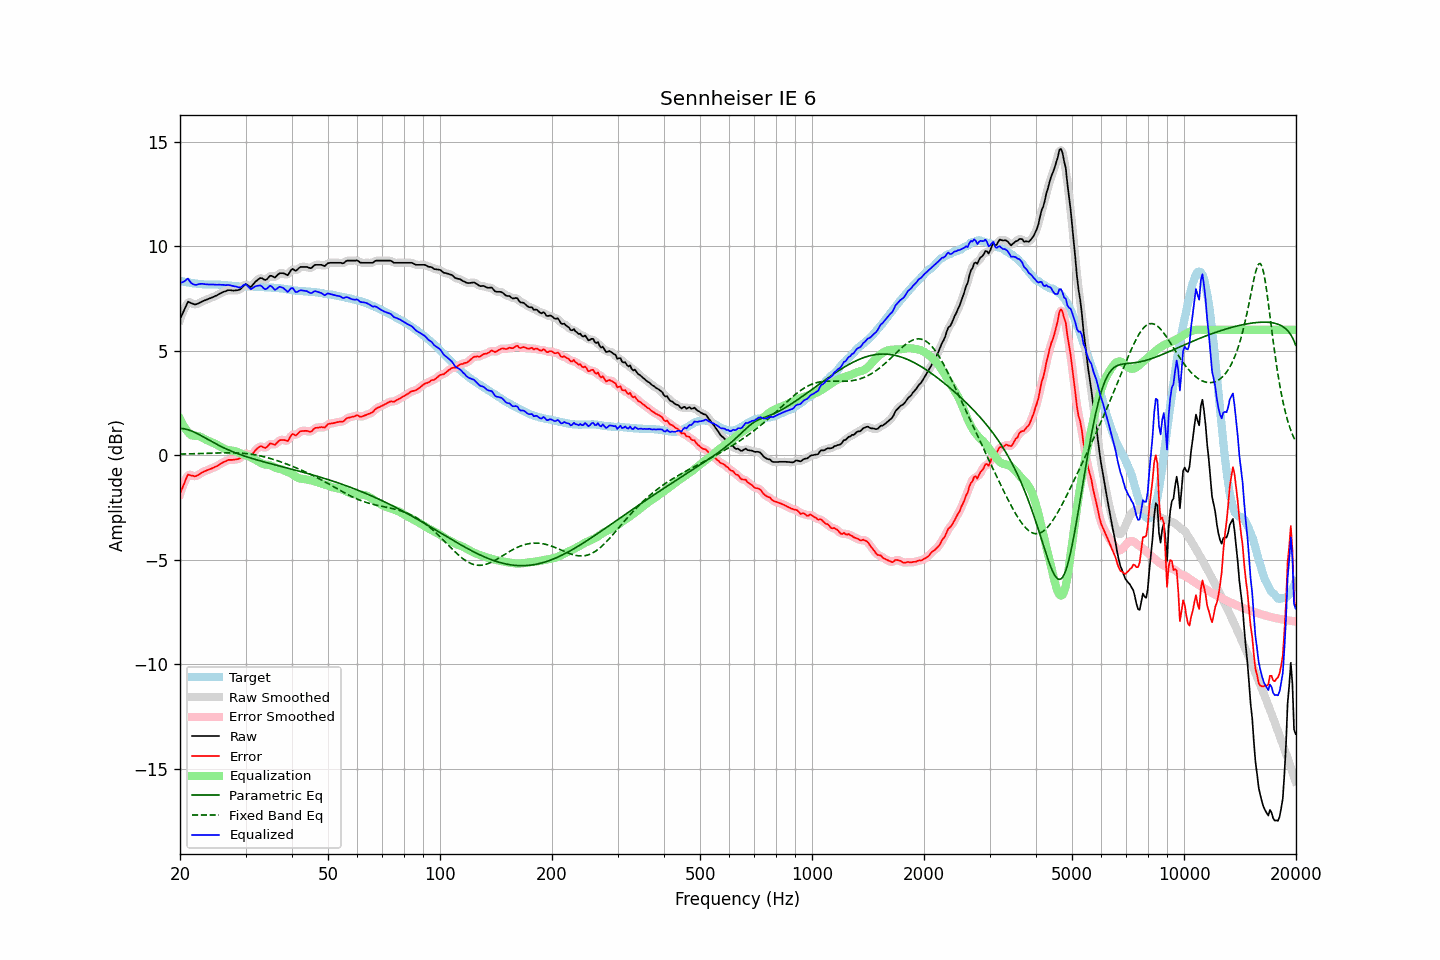 Sennheiser IE 6
Amplitude (dBr)
15
10
5
0
−5
−10
−15
Target
Raw Smoothed
Error Smoothed
Raw
Error
Equalization
Parametric Eq
Fixed Band Eq
Equalized
20 50 100 200 500 1000 2000 5000 10000 20000
Frequency (Hz)